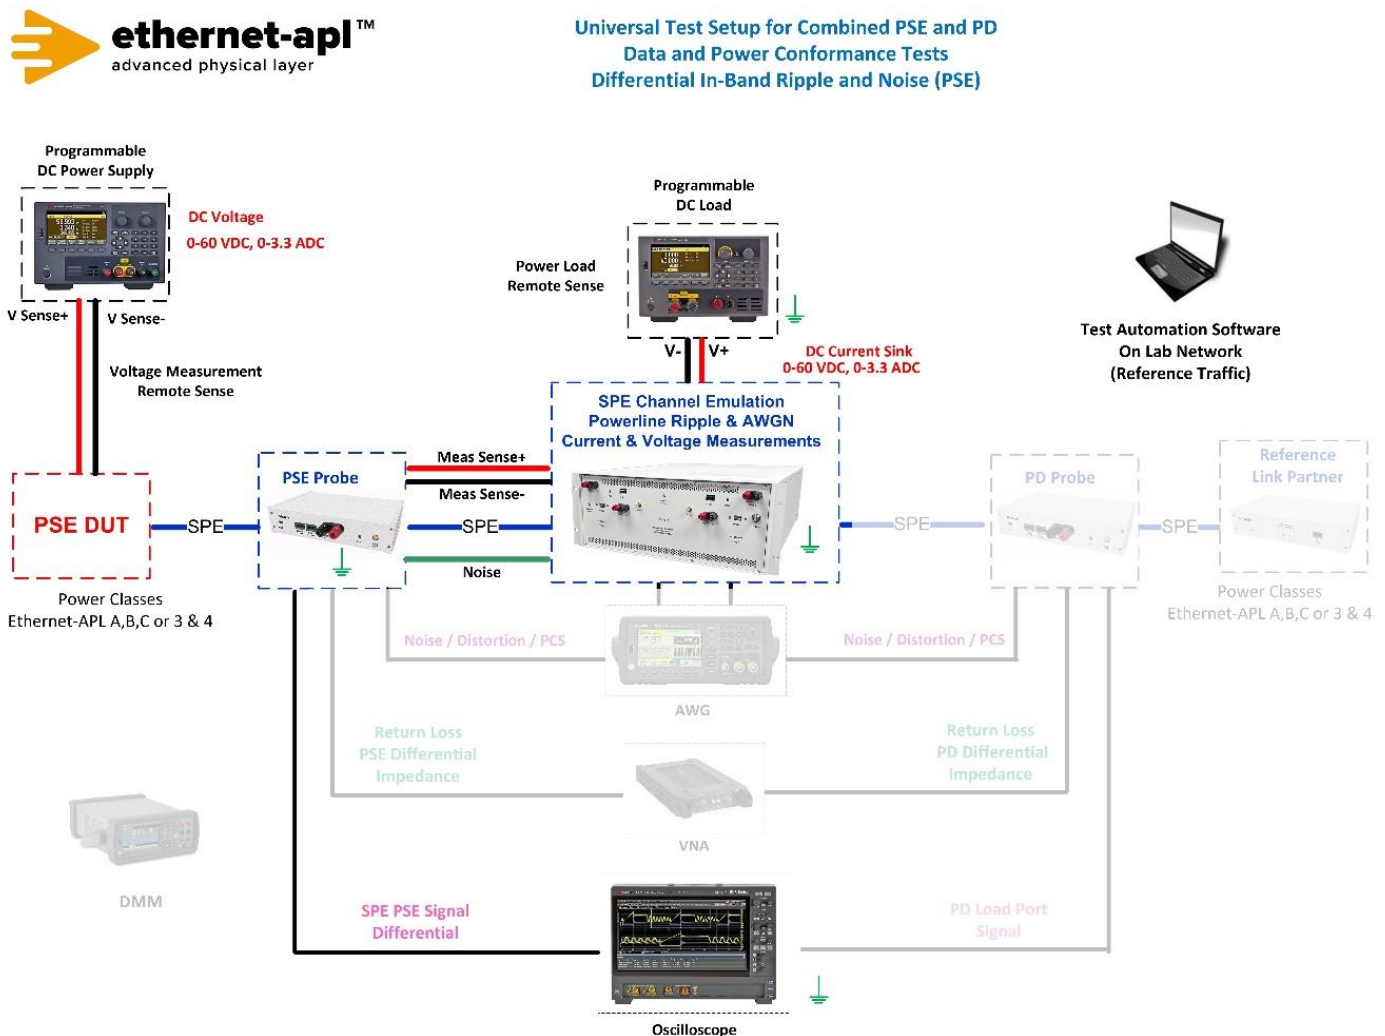 ethernet-apl™
advanced physical layer
Universal Test Setup for Combined PSE and PD
Data and Power Conformance Tests
Differential In-Band Ripple and Noise (PSE)
Programmable
DC Power Supply
DC Voltage
0-60 VDC, 0-3.3 ADC
V Sense+
V Sense-
Voltage Measurement
Remote Sense
Programmable
DC Load
Power Load
Remote Sense
V-
V+
DC Current Sink
0-60 VDC, 0-3.3 ADC
Test Automation Software
On Lab Network
(Reference Traffic)
SPE Channel Emulation
Powerline Ripple & AWGN
Current & Voltage Measurements
PSE DUT
SPE
PSE Probe
Meas Sense+
Meas Sense-
SPE
Noise
SPE
PD Probe
SPE
Reference
Link Partner
Power Classes
Ethernet-APL A,B,C or 3 & 4
Power Classes
Ethernet-APL A,B,C or 3 & 4
Noise / Distortion / PCS
Noise / Distortion / PCS
AWG
Return Loss
PSE Differential
Impedance
Return Loss
PD Differential
Impedance
VNA
DMM
SPE PSE Signal
Differential
PD Load Port
Signal
Oscilloscope